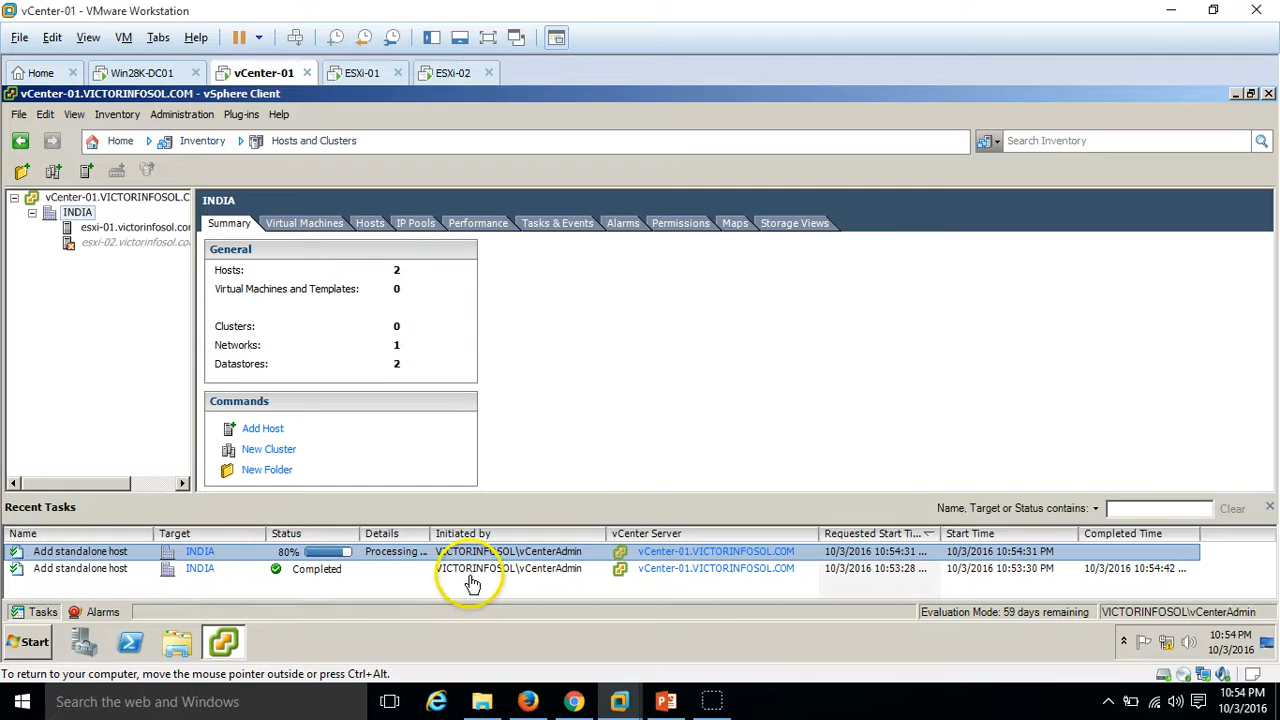 vCenter-01 - VMware Workstation
File Edit View VM Tabs Help
Home Win28K-DC01 vCenter-01 ESXi-01 ESXi-02
vCenter-01.VICTORINFOSOL.COM - vSphere Client
File Edit View Inventory Administration Plug-ins Help
Home Inventory Hosts and Clusters Search Inventory
vCenter-01.VICTORINFOSOL.C
INDIA
esxi-01.victorinfosol.com
esxi-02.victorinfosol.co
INDIA
Summary Virtual Machines Hosts IP Pools Performance Tasks & Events Alarms Permissions Maps Storage Views
General
Hosts: 2
Virtual Machines and Templates: 0
Clusters: 0
Networks: 1
Datastores: 2
Commands
Add Host
New Cluster
New Folder
Recent Tasks Name, Target or Status contains: Clear
Name Target Status Details Initiated by vCenter Server Requested Start Ti... Start Time Completed Time
Add standalone host INDIA 80% Processing ... VICTORINFOSOL\vCenterAdmin vCenter-01.VICTORINFOSOL.COM 10/3/2016 10:54:31 ... 10/3/2016 10:54:31 PM
Add standalone host INDIA Completed VICTORINFOSOL\vCenterAdmin vCenter-01.VICTORINFOSOL.COM 10/3/2016 10:53:28 ... 10/3/2016 10:53:30 PM 10/3/2016 10:54:42 ...
Tasks Alarms Evaluation Mode: 59 days remaining VICTORINFOSOL\vCenterAdmin
Start 10:54 PM
10/3/2016
To return to your computer, move the mouse pointer outside or press Ctrl+Alt.
Search the web and Windows 10:54 PM
10/3/2016